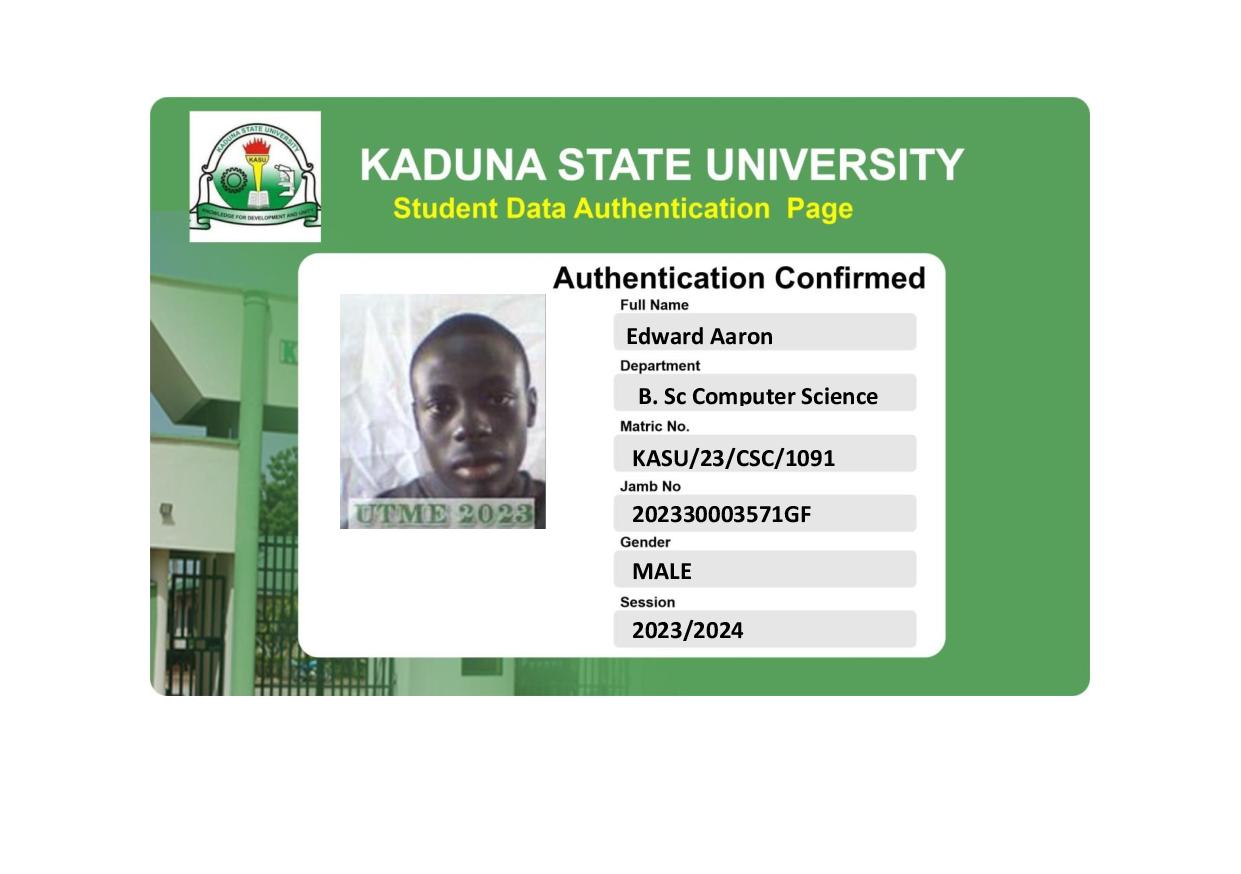 KADUNA STATE UNIVERSITY
KASU
KNOWLEDGE FOR DEVELOPMENT AND UNITY
KADUNA STATE UNIVERSITY
Student Data Authentication Page
K
Authentication Confirmed
UTME 2023
Full Name
Edward Aaron
Department
B. Sc Computer Science
Matric No.
KASU/23/CSC/1091
Jamb No
202330003571GF
Gender
MALE
Session
2023/2024